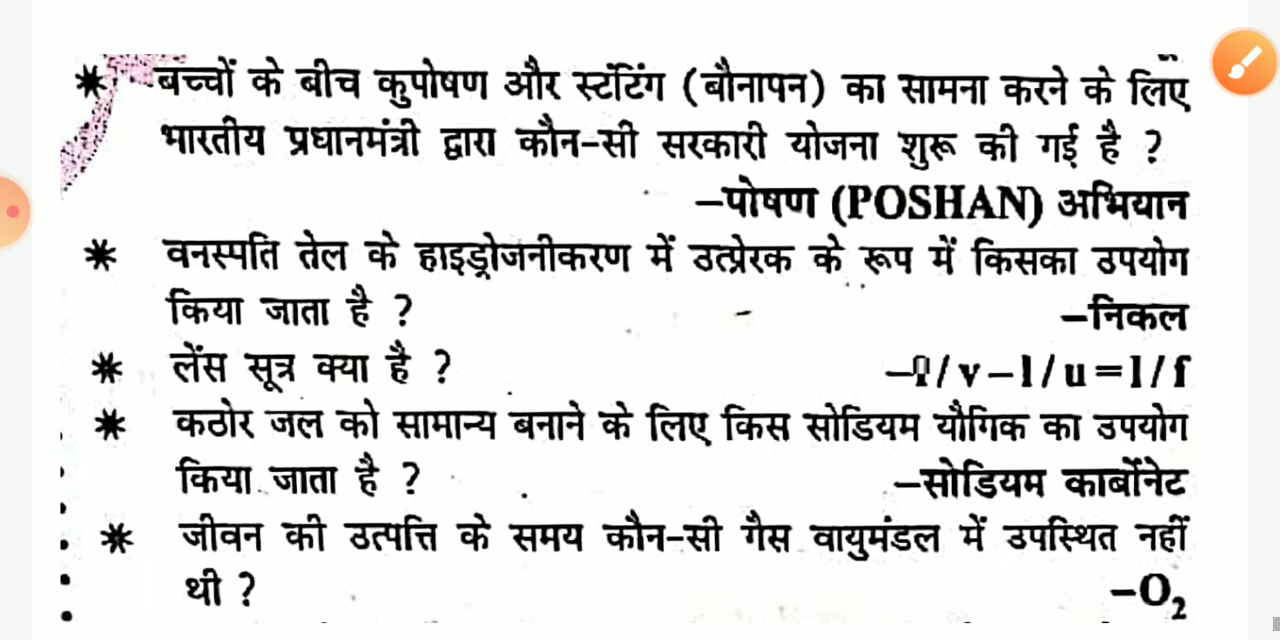 * बच्चों के बीच कुपोषण और स्टंटिंग (बौनापन) का सामना करने के लिए
भारतीय प्रधानमंत्री द्वारा कौन-सी सरकारी योजना शुरू की गई है ?
–पोषण (POSHAN) अभियान
* वनस्पति तेल के हाइड्रोजनीकरण में उत्प्रेरक के रूप में किसका उपयोग
किया जाता है ? –निकल
* लेंस सूत्र क्या है ? –1/v–1/u=1/f
* कठोर जल को सामान्य बनाने के लिए किस सोडियम यौगिक का उपयोग
किया जाता है ? –सोडियम कार्बोनेट
* जीवन की उत्पत्ति के समय कौन-सी गैस वायुमंडल में उपस्थित नहीं
थी ? –O₂